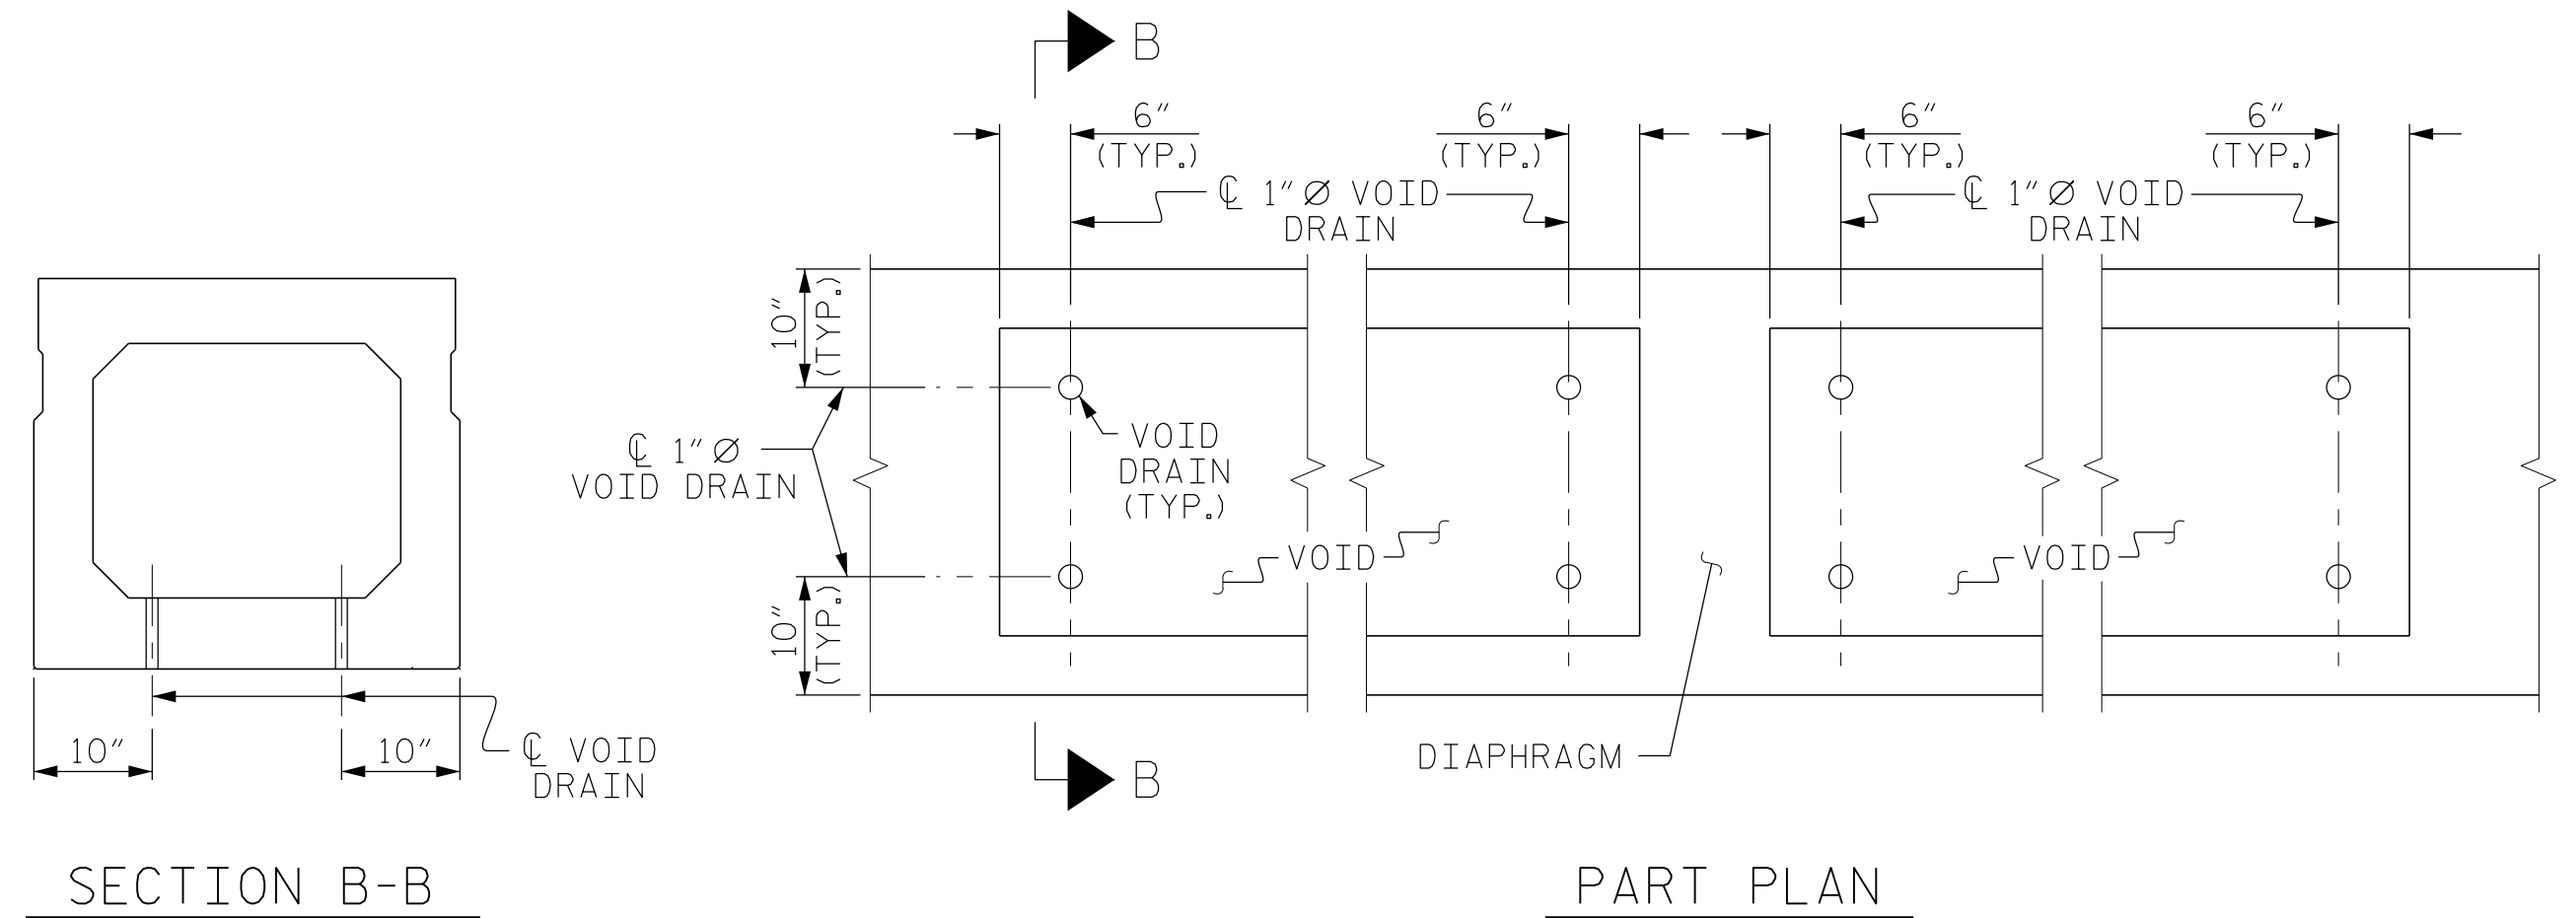 B
6"
(TYP.)
6"
(TYP.)
6"
(TYP.)
6"
(TYP.)
℄ 1"Ø VOID
DRAIN
℄ 1"Ø VOID
DRAIN
10"
(TYP.)
℄ 1"Ø
VOID DRAIN
VOID
DRAIN
(TYP.)
VOID
VOID
10"
(TYP.)
10"
10"
℄ VOID
DRAIN
DIAPHRAGM
B
SECTION B-B
PART PLAN